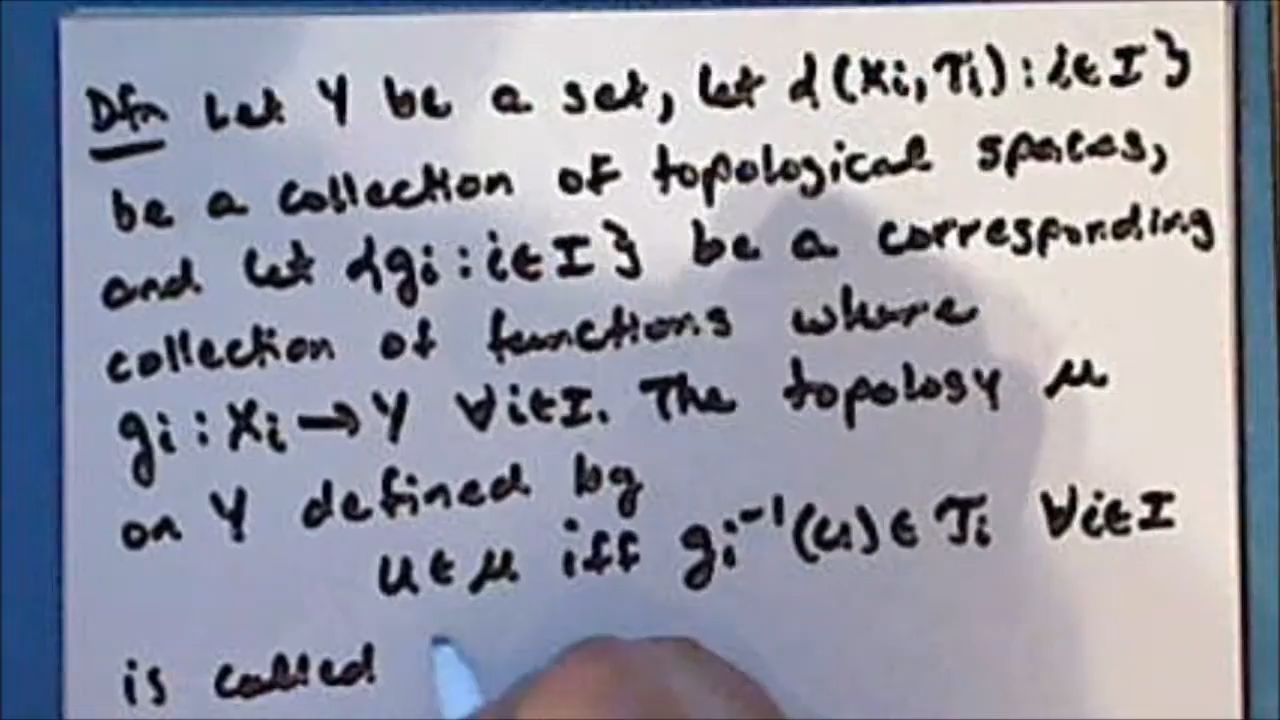 Dfn Let Y be a set, let {(Xi, Ti) : i ∈ I}
be a collection of topological spaces,
and let {gi : i ∈ I} be a corresponding
collection of functions where
gi : Xi → Y ∀i∈I. The topology μ
on Y defined by
u ∈ μ iff gi⁻¹(u) ∈ Ti ∀i∈I
is called